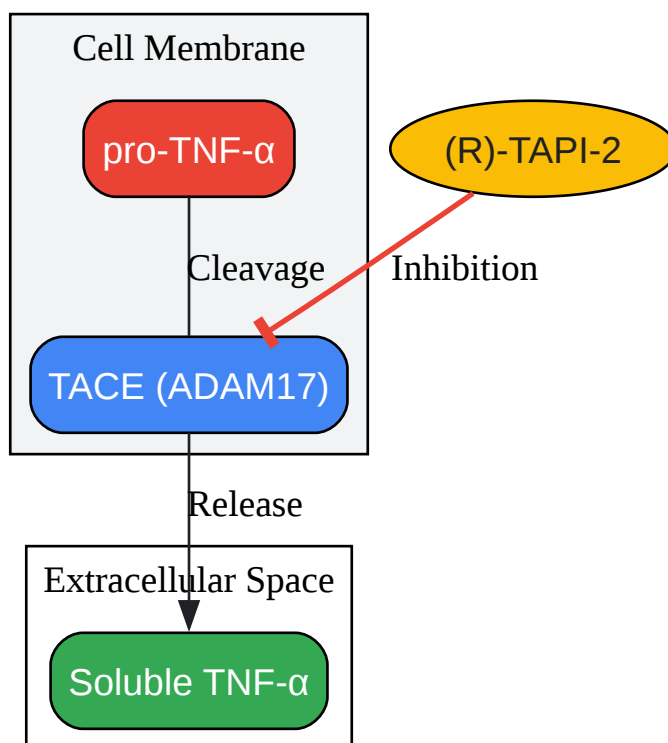 Cell Membrane
pro-TNF-α
(R)-TAPI-2
Cleavage
Inhibition
TACE (ADAM17)
Release
Extracellular Space
Soluble TNF-α